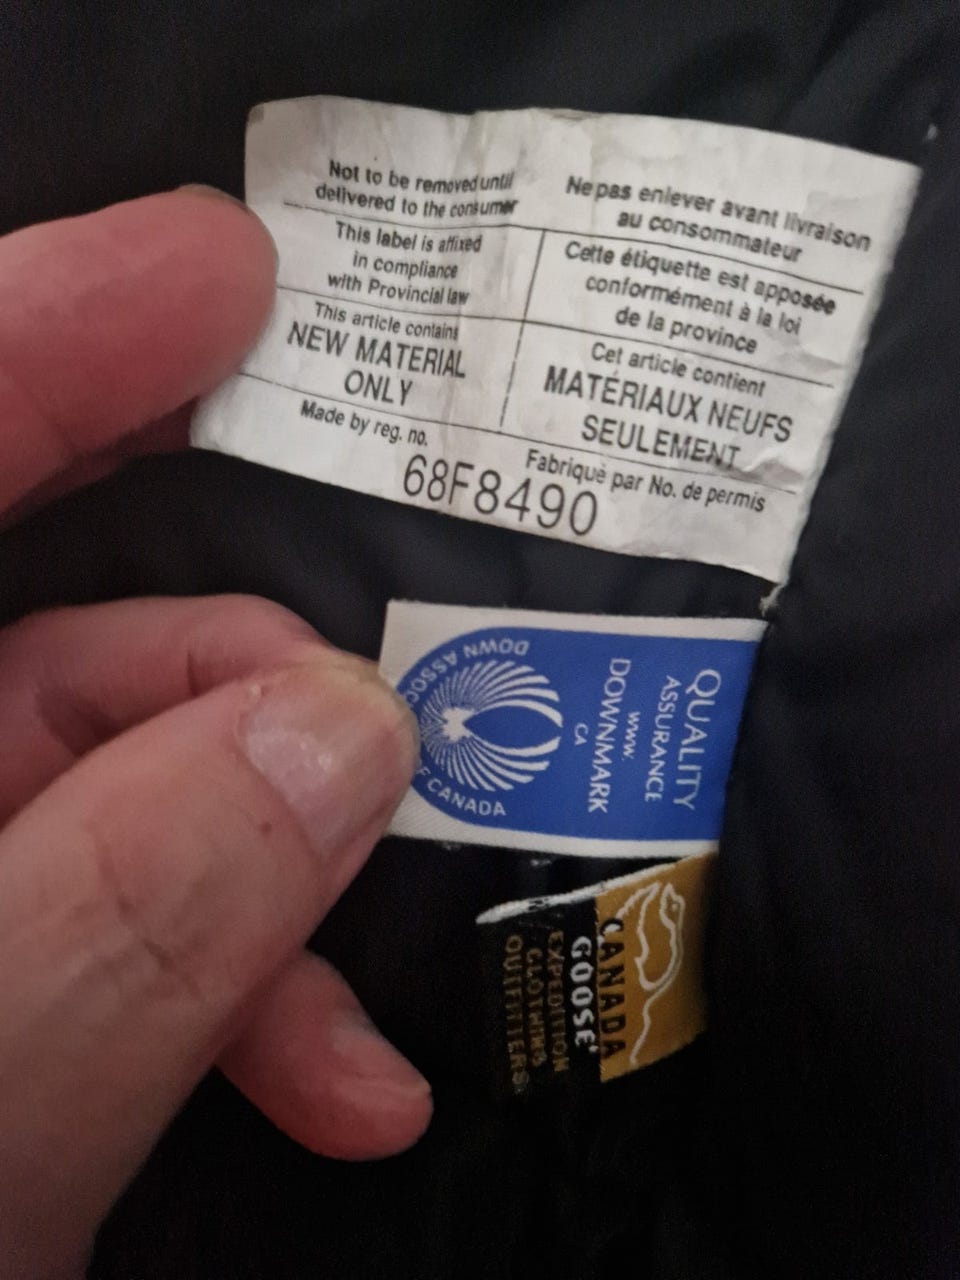 Not to be removed until
delivered to the consumer
This label is affixed
in compliance
with Provincial law
This article contains
NEW MATERIAL
ONLY
Made by reg. no.
Ne pas enlever avant livraison
au consommateur
Cette étiquette est apposée
conformément à la loi
de la province
Cet article contient
MATÉRIAUX NEUFS
SEULEMENT
Fabriqué par No. de permis
68F8490
QUALITY
ASSURANCE
www.
DOWNMARK
CA
DOWN ASSOC
F CANADA
CANADA
GOOSE
EXPEDITION
CLOTHING
OUTFITTERS